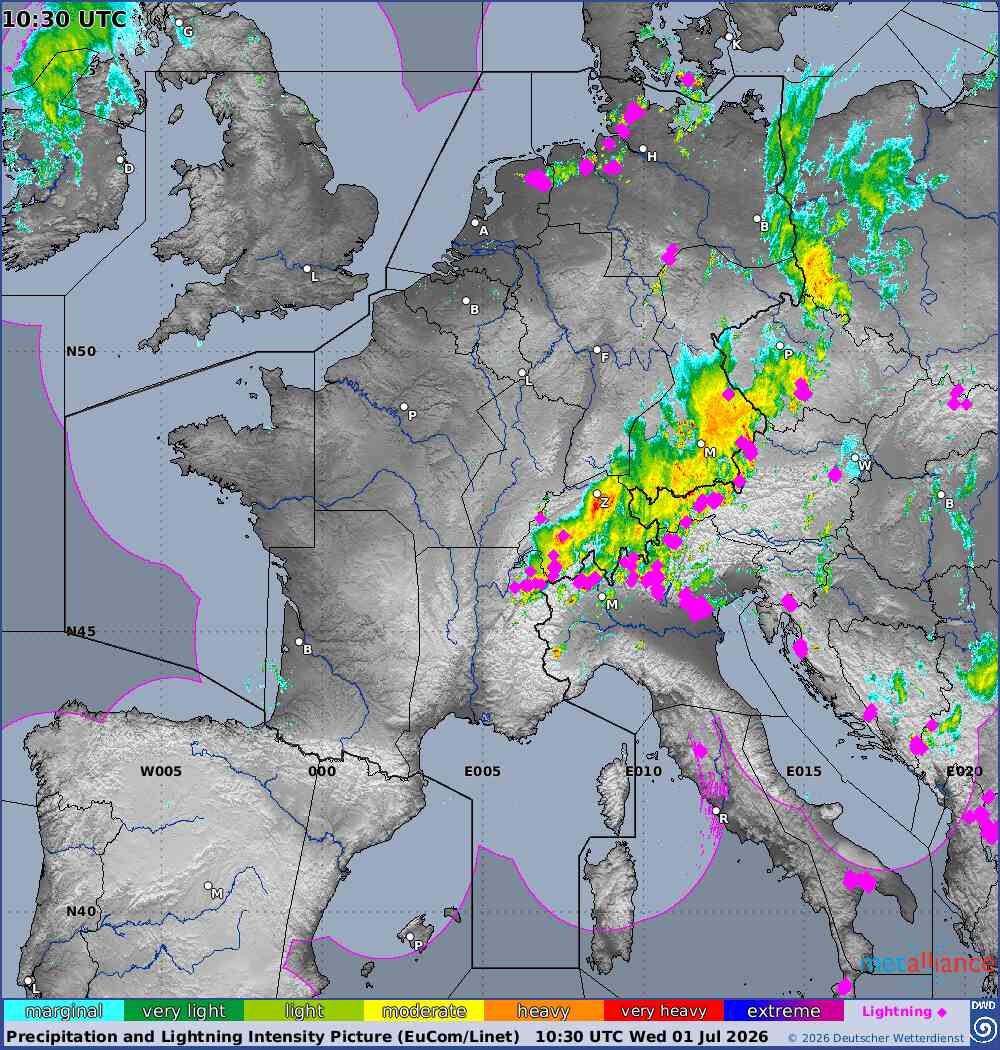 10:30 UTC
G
K
D
H
A
B
L
B
N50
F
P
L
P
M
W
Z
B
M
N45
B
W005
000
E005
E010
E015
E020
R
M
N40
P
L
metalliance
marginal
very light
light
moderate
heavy
very heavy
extreme
Lightning
DWD
Precipitation and Lightning Intensity Picture (EuCom/Linet) 10:30 UTC Wed 01 Jul 2026 © 2026 Deutscher Wetterdienst